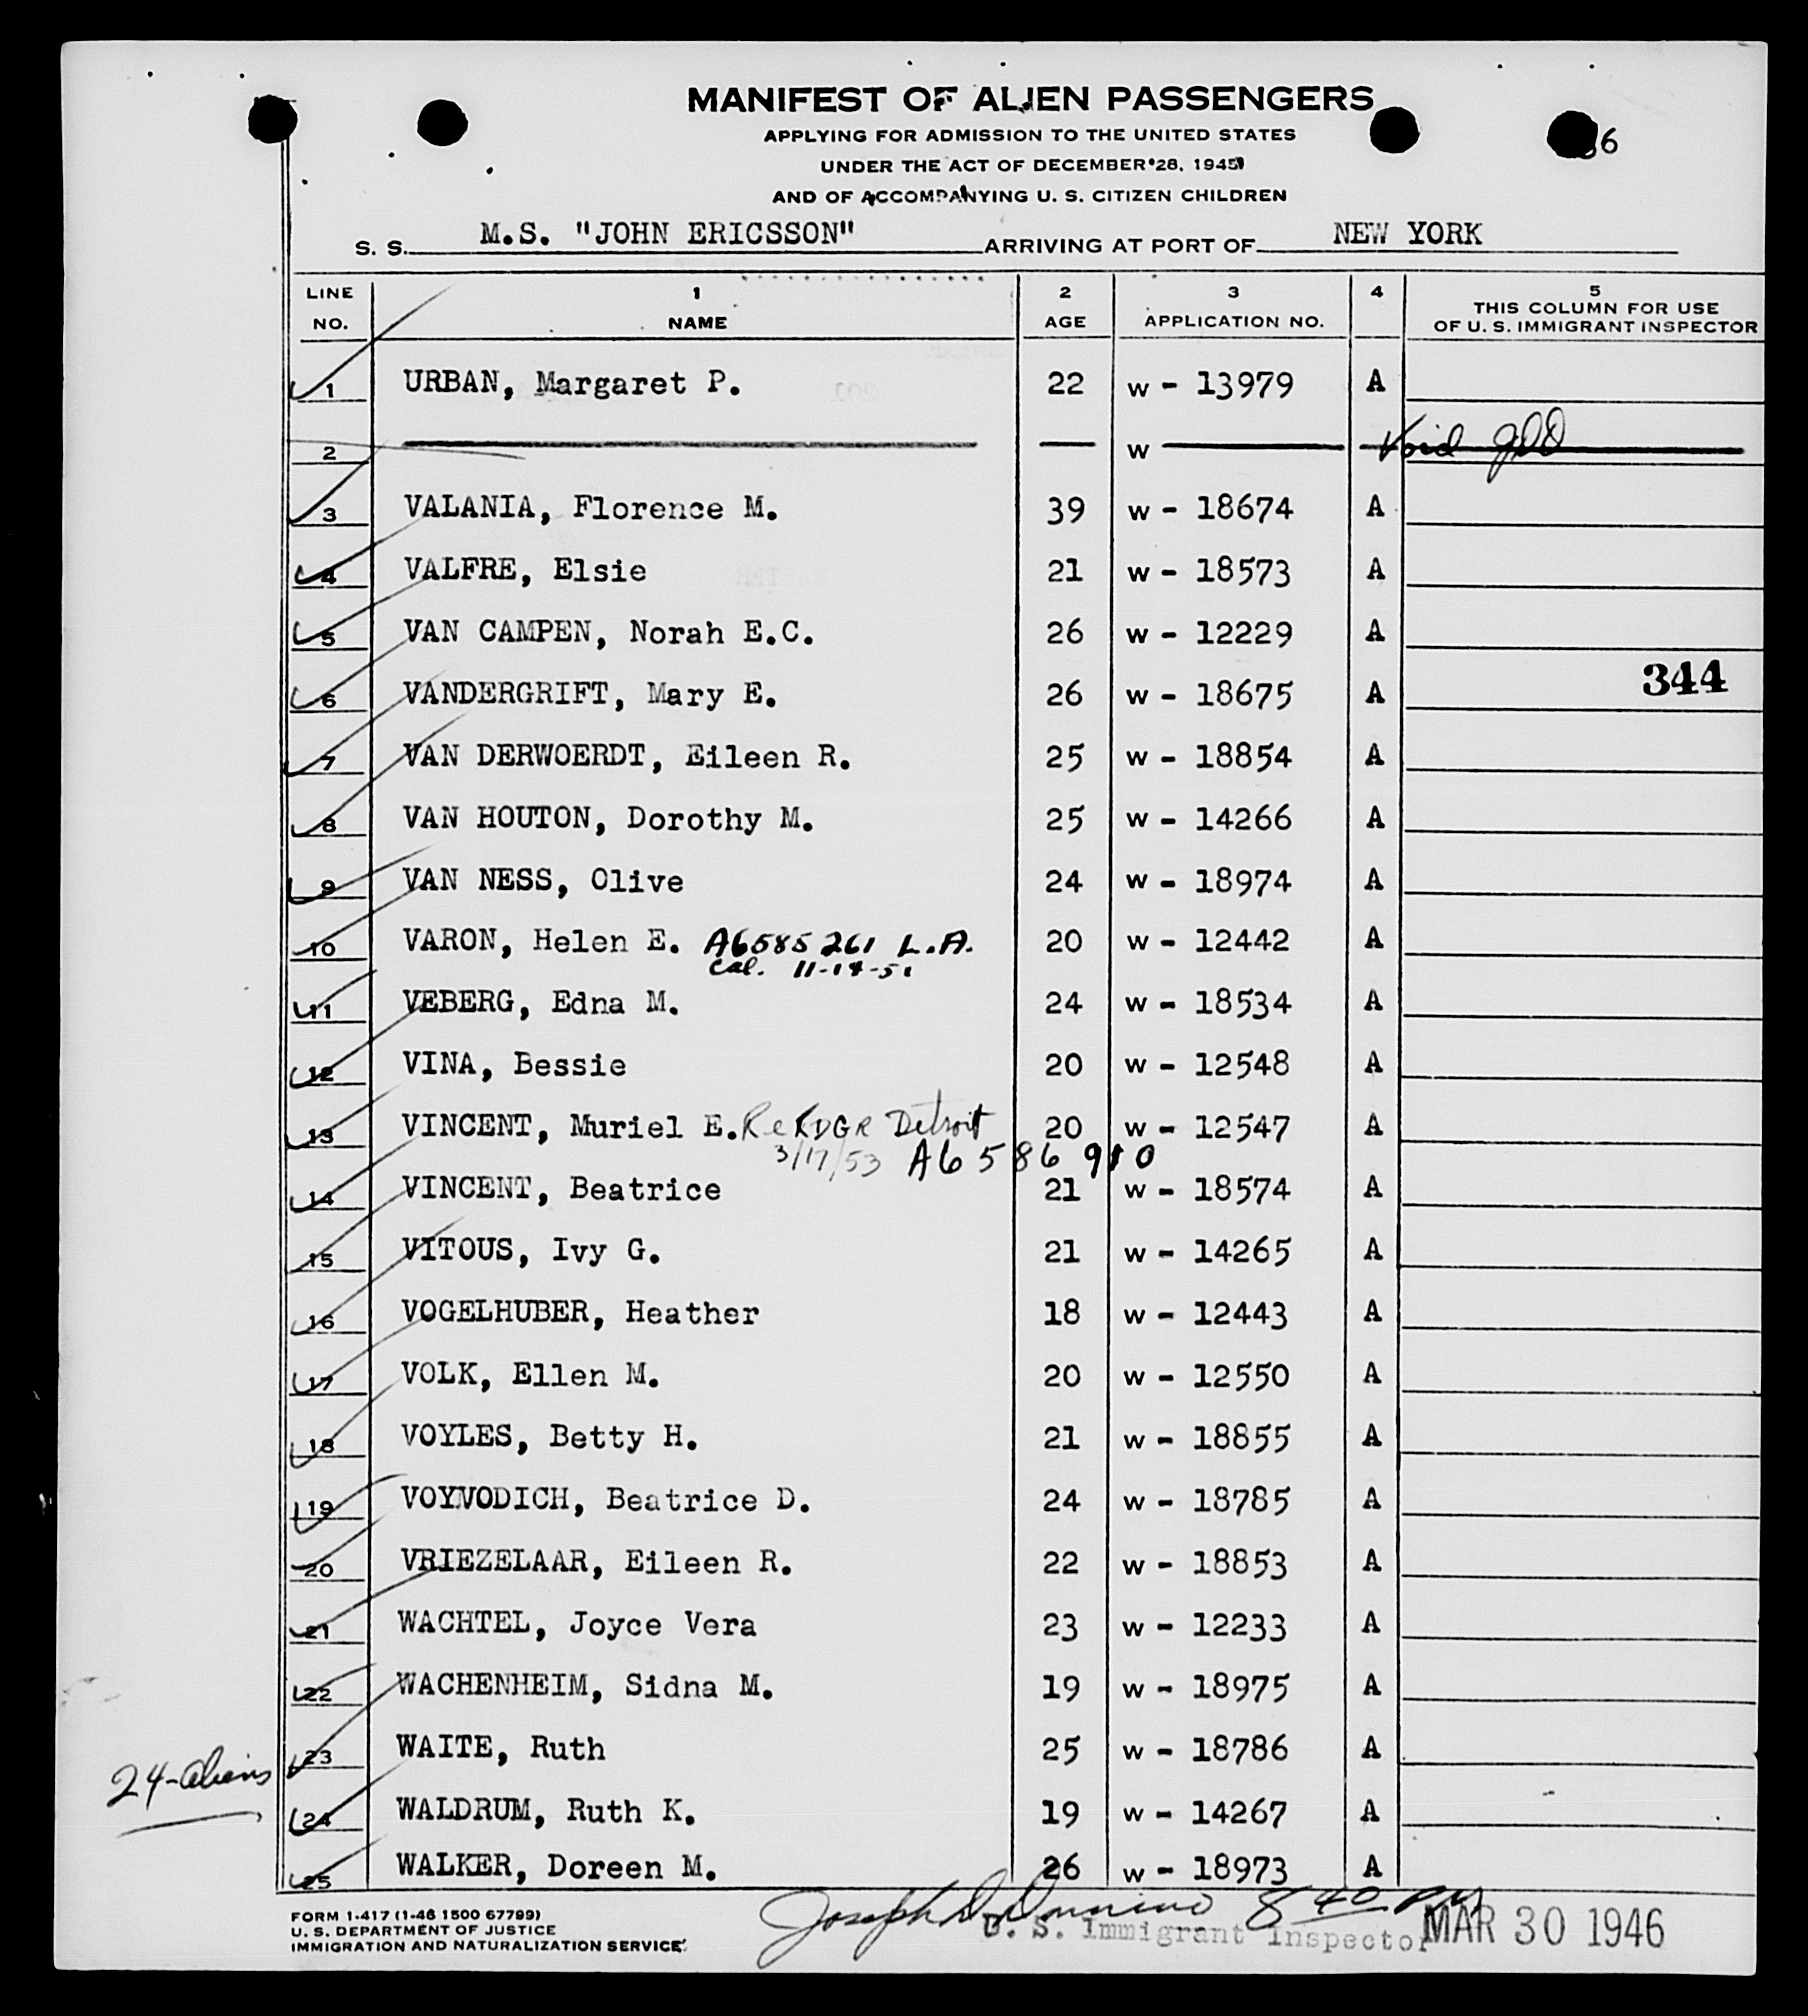 MANIFEST OF ALIEN PASSENGERS
APPLYING FOR ADMISSION TO THE UNITED STATES
UNDER THE ACT OF DECEMBER 28, 1945
AND OF ACCOMPANYING U. S. CITIZEN CHILDREN
S. S. M.S. "JOHN ERICSSON" ARRIVING AT PORT OF NEW YORK
LINE NO. 1 NAME 2 AGE 3 APPLICATION NO. 4 5 THIS COLUMN FOR USE OF U. S. IMMIGRANT INSPECTOR
1 URBAN, Margaret P. 22 W - 13979 A
2 W Void
3 VALANIA, Florence M. 39 W - 18674 A
4 VALFRE, Elsie 21 W - 18573 A
5 VAN CAMPEN, Norah E.C. 26 W - 12229 A
6 VANDERGRIFT, Mary E. 26 W - 18675 A 344
7 VAN DERWOERDT, Eileen R. 25 W - 18854 A
8 VAN HOUTON, Dorothy M. 25 W - 14266 A
9 VAN NESS, Olive 24 W - 18974 A
10 VARON, Helen E. A6585261 L.A. 20 W - 12442 A
Cal. 11-14-51
11 VEBERG, Edna M. 24 W - 18534 A
12 VINA, Bessie 20 W - 12548 A
13 VINCENT, Muriel E. Detroit 20 W - 12547 A
3/17/53 A6586910
14 VINCENT, Beatrice 21 W - 18574 A
15 VITOUS, Ivy G. 21 W - 14265 A
16 VOGELHUBER, Heather 18 W - 12443 A
17 VOLK, Ellen M. 20 W - 12550 A
18 VOYLES, Betty H. 21 W - 18855 A
19 VOYVODICH, Beatrice D. 24 W - 18785 A
20 VRIEZELAAR, Eileen R. 22 W - 18853 A
21 WACHTEL, Joyce Vera 23 W - 12233 A
22 WACHENHEIM, Sidna M. 19 W - 18975 A
23 WAITE, Ruth 25 W - 18786 A
24-aliens
24 WALDRUM, Ruth K. 19 W - 14267 A
25 WALKER, Doreen M. 26 W - 18973 A
Joseph 8 40 PM
FORM I-417 (1-46 1500 67799)
U. S. DEPARTMENT OF JUSTICE
IMMIGRATION AND NATURALIZATION SERVICE
U. S. Immigrant Inspector MAR 30 1946